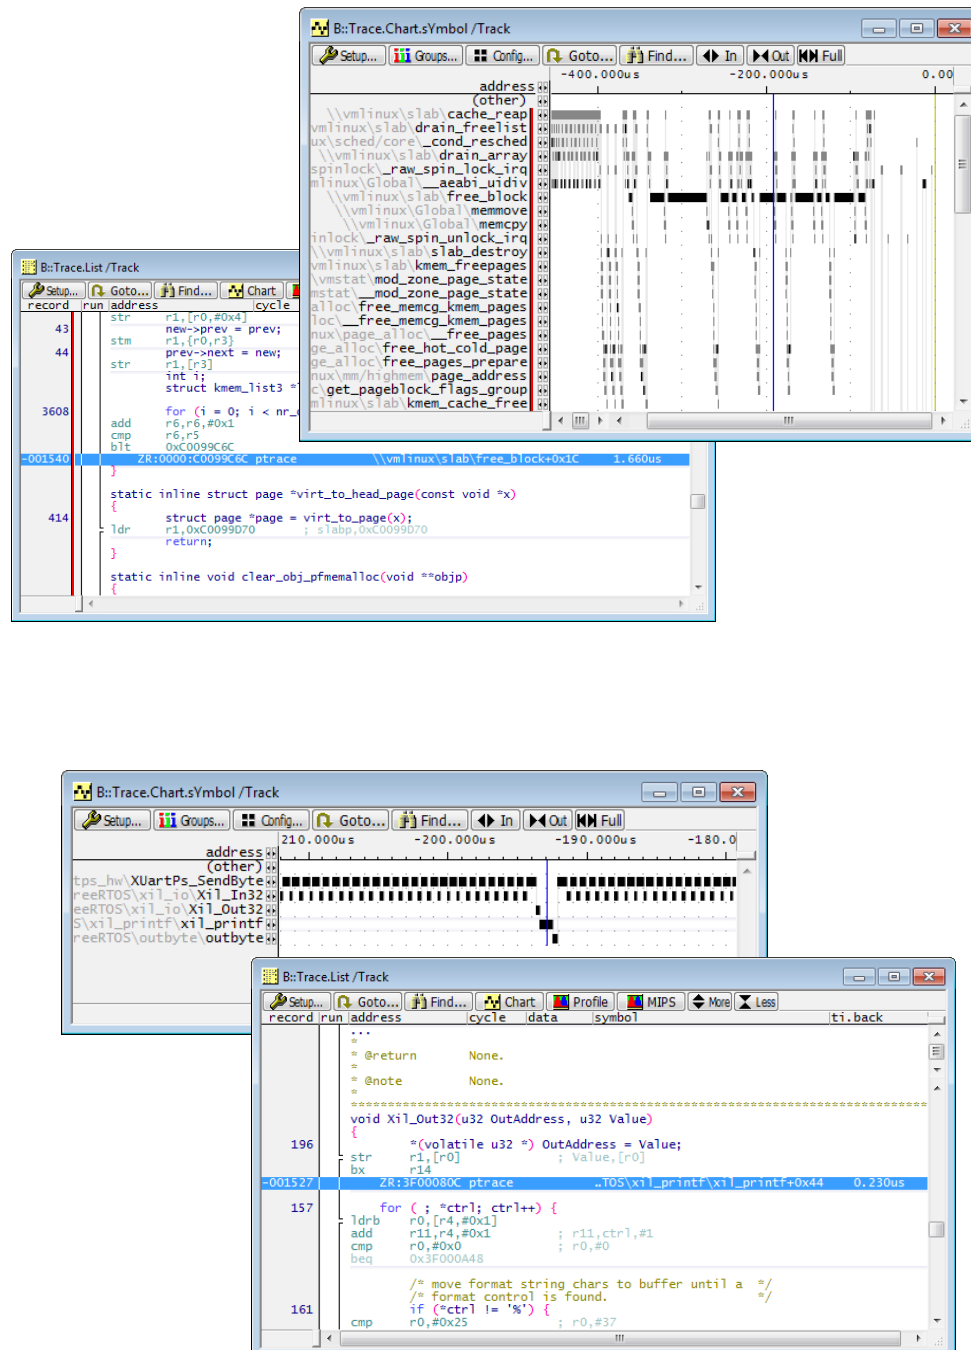 B::Trace.Chart.sYmbol /Track
Setup... Groups... Config... Goto... Find... In Out Full
-400.000us -200.000us 0.00
address
(other)
\\vmlinux\slab\cache_reap
vmlinux\slab\drain_freelist
ux\sched/core\_cond_resched
\\vmlinux\slab\drain_array
spinlock\_raw_spin_lock_irq
mlinux\Global\__aeabi_uidiv
\\vmlinux\slab\free_block
\\vmlinux\Global\memmove
\\vmlinux\Global\memcpy
inlock\_raw_spin_unlock_irq
\\vmlinux\slab\slab_destroy
vmlinux\slab\kmem_freepages
\vmstat\mod_zone_page_state
mstat\__mod_zone_page_state
alloc\free_memcg_kmem_pages
loc\__free_memcg_kmem_pages
nux\page_alloc\__free_pages
ge_alloc\free_hot_cold_page
ge_alloc\free_pages_prepare
nux\mm/highmem\page_address
c\get_pageblock_flags_group
mlinux\slab\kmem_cache_free
B::Trace.List /Track
Setup... Goto... Find... Chart
record run address cycle
str r1,[r0,#0x4]
43 new->prev = prev;
stm r1,{r0,r3}
44 prev->next = new;
str r1,[r3]
int i;
struct kmem_list3 *
3608 for (i = 0; i < nr_
add r6,r6,#0x1
cmp r6,r5
blt 0xC0099C6C
-001540 ZR:0000:C0099C6C ptrace \\vmlinux\slab\free_block+0x1C 1.660us
}
static inline struct page *virt_to_head_page(const void *x)
{
414 struct page *page = virt_to_page(x);
ldr r1,0xC0099D70 ; slabp,0xC0099D70
return;
}
static inline void clear_obj_pfmemalloc(void **objp)
{
B::Trace.Chart.sYmbol /Track
Setup... Groups... Config... Goto... Find... In Out Full
210.000us -200.000us -190.000us -180.0
address
(other)
tps_hw\XUartPs_SendByte
reeRTOS\xil_io\Xil_In32
eeRTOS\xil_io\Xil_Out32
S\xil_printf\xil_printf
reeRTOS\outbyte\outbyte
B::Trace.List /Track
Setup... Goto... Find... Chart Profile MIPS More Less
record run address cycle data symbol ti.back
...
*
* @return None.
*
* @note None.
*
*******************************************************************************
void Xil_Out32(u32 OutAddress, u32 Value)
{
196 *(volatile u32 *) OutAddress = Value;
str r1,[r0] ; Value,[r0]
bx r14
-001527 ZR:3F00080C ptrace ..TOS\xil_printf\xil_printf+0x44 0.230us
157 for ( ; *ctrl; ctrl++) {
ldrb r0,[r4,#0x1]
add r11,r4,#0x1 ; r11,ctrl,#1
cmp r0,#0x0 ; r0,#0
beq 0x3F000A48
/* move format string chars to buffer until a */
/* format control is found. */
161 if (*ctrl != '%') {
cmp r0,#0x25 ; r0,#37